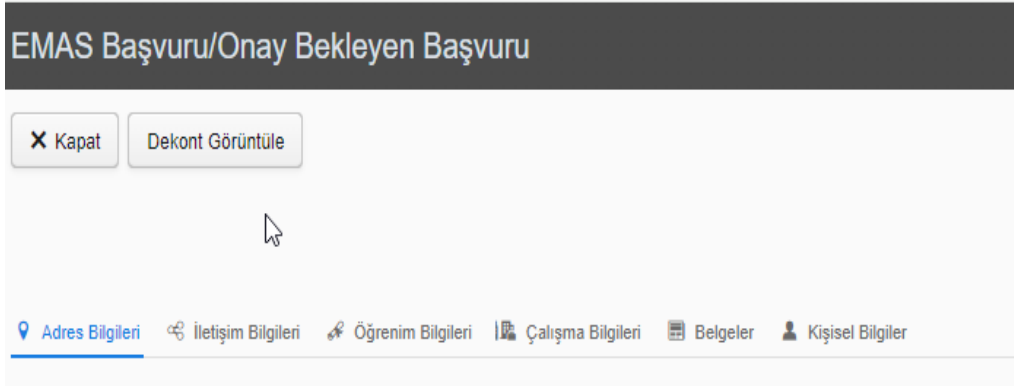 EMAS Başvuru/Onay Bekleyen Başvuru
Kapat Dekont Görüntüle
Adres Bilgileri İletişim Bilgileri Öğrenim Bilgileri Çalışma Bilgileri Belgeler Kişisel Bilgiler